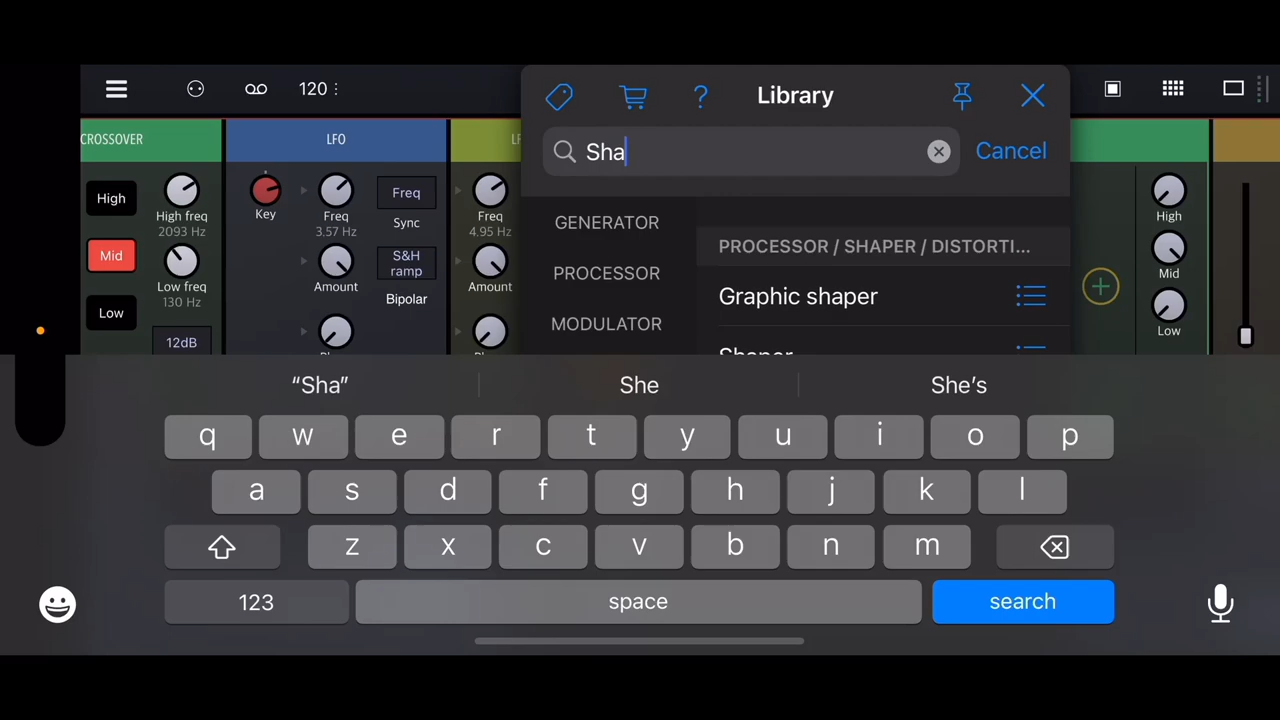 120
Library
Sha
Cancel
CROSSOVER
High
High freq
2093 Hz
Mid
Low freq
130 Hz
Low
12dB
LFO
Key
Freq
3.57 Hz
Freq
Sync
Amount
S&H
ramp
Bipolar
Freq
4.95 Hz
Amount
GENERATOR
PROCESSOR
MODULATOR
PROCESSOR / SHAPER / DISTORTI...
Graphic shaper
Shaper
High
Mid
Low
“Sha”
She
She’s
q w e r t y u i o p
a s d f g h j k l
z x c v b n m
123
space
search